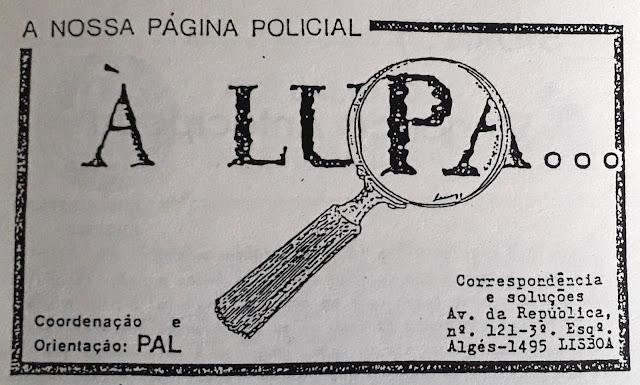 A NOSSA PÁGINA POLICIAL
À LUPA...
Coordenação e
Orientação: PAL
Correspondência
e soluções
Av. da República,
nº. 121-3º. Esqº.
Algés-1495 LISBOA